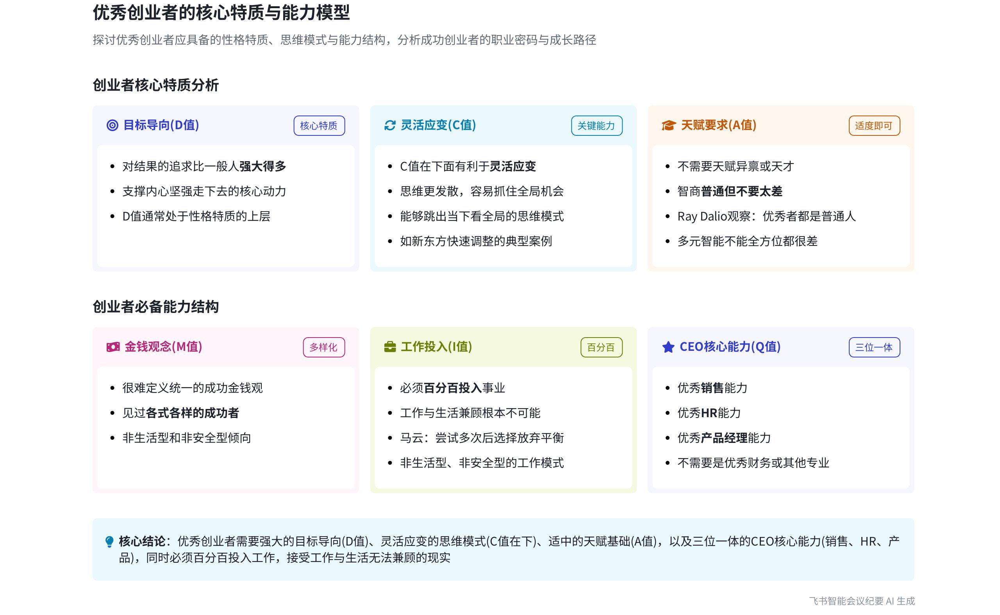 优秀创业者的核心特质与能力模型
探讨优秀创业者应具备的性格特质、思维模式与能力结构，分析成功创业者的职业密码与成长路径
创业者核心特质分析
目标导向(D值)
核心特质
对结果的追求比一般人强大得多
支撑内心坚强走下去的核心动力
D值通常处于性格特质的上层
灵活应变(C值)
关键能力
C值在下面有利于灵活应变
思维更发散，容易抓住全局机会
能够跳出当下看全局的思维模式
如新东方快速调整的典型案例
天赋要求(A值)
适度即可
不需要天赋异禀或天才
智商普通但不要太差
Ray Dalio观察：优秀者都是普通人
多元智能不能全方位都很差
创业者必备能力结构
金钱观念(M值)
多样化
很难定义统一的成功金钱观
见过各式各样的成功者
非生活型和非安全型倾向
工作投入(I值)
百分百
必须百分百投入事业
工作与生活兼顾根本不可能
马云：尝试多次后选择放弃平衡
非生活型、非安全型的工作模式
CEO核心能力(Q值)
三位一体
优秀销售能力
优秀HR能力
优秀产品经理能力
不需要是优秀财务或其他专业
核心结论：优秀创业者需要强大的目标导向(D值)、灵活应变的思维模式(C值在下)、适中的天赋基础(A值)，以及三位一体的CEO核心能力(销售、HR、产
品)，同时必须百分百投入工作，接受工作与生活无法兼顾的现实
飞书智能会议纪要 AI 生成